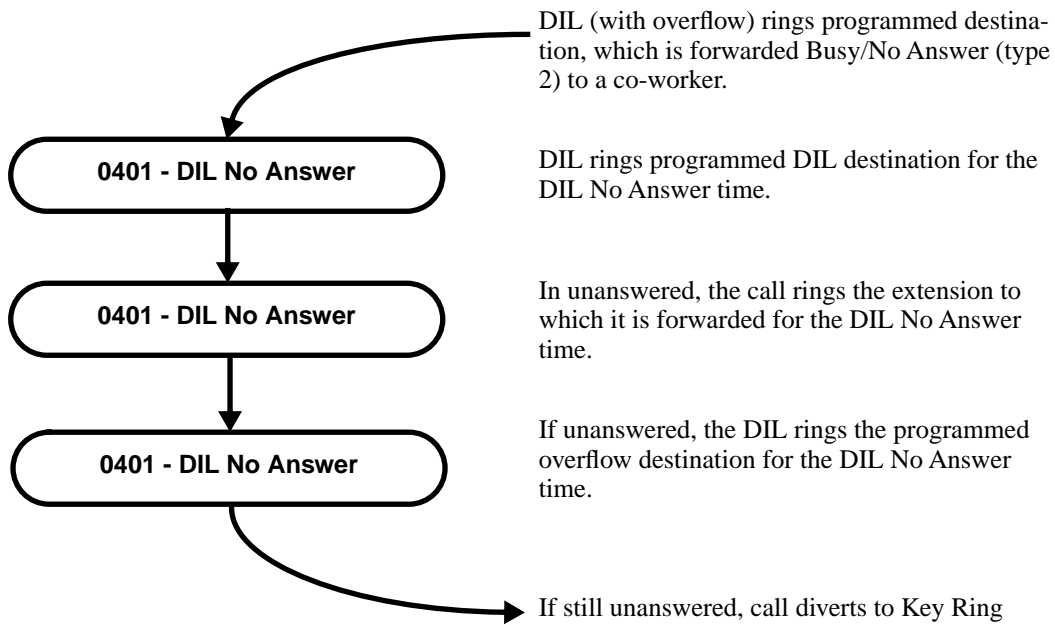 DIL (with overflow) rings programmed destina-
tion, which is forwarded Busy/No Answer (type
2) to a co-worker.
0401 - DIL No Answer
DIL rings programmed DIL destination for the
DIL No Answer time.
0401 - DIL No Answer
In unanswered, the call rings the extension to
which it is forwarded for the DIL No Answer
time.
0401 - DIL No Answer
If unanswered, the DIL rings the programmed
overflow destination for the DIL No Answer
time.
If still unanswered, call diverts to Key Ring